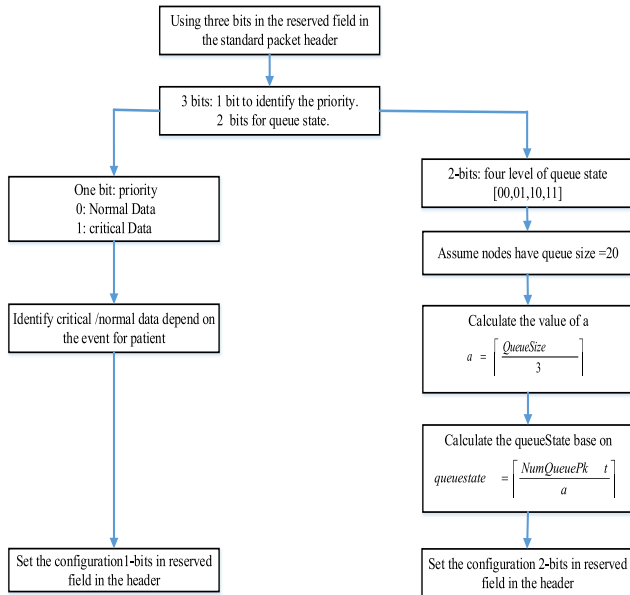 Using three bits in the reserved field in
the standard packet header
3 bits: 1 bit to identify the priority.
2 bits for queue state.
One bit: priority
0: Normal Data
1: critical Data
Identify critical /normal data depend on
the event for patient
Set the configuration1-bits in reserved
field in the header
2-bits: four level of queue state
[00,01,10,11]
Assume nodes have queue size =20
Calculate the value of a
a = ⌈QueueSize / 3⌉
Calculate the queueState base on
queuestate = ⌈NumQueuePk t / a⌉
Set the configuration 2-bits in reserved
field in the header